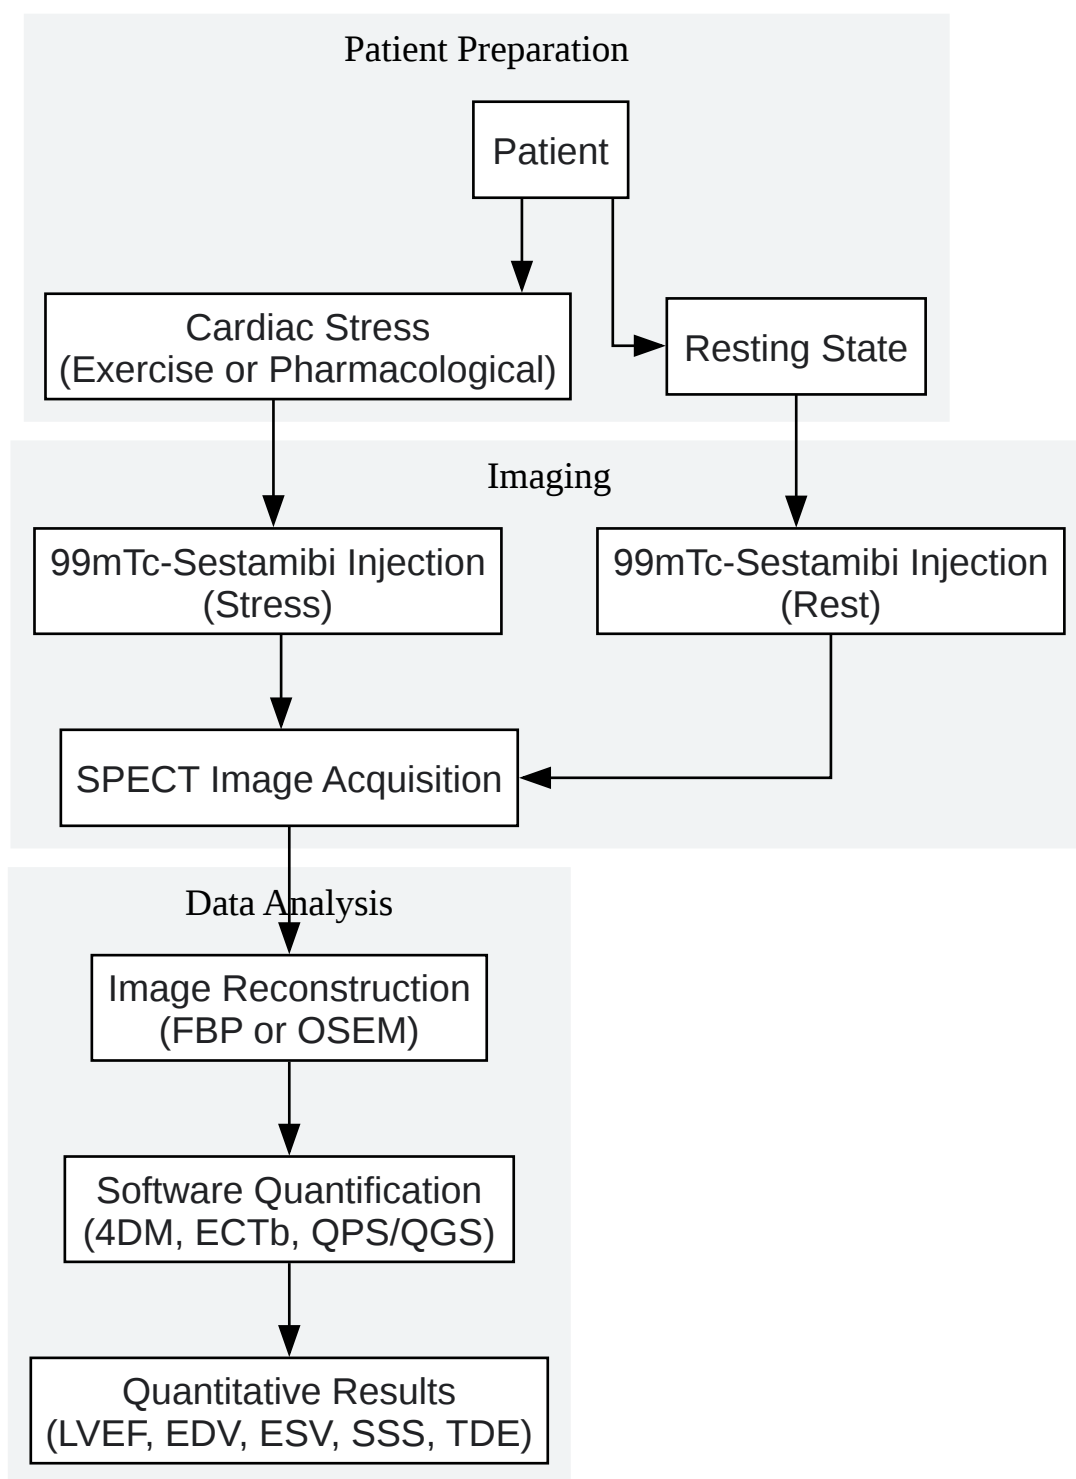 Patient Preparation
Patient
Cardiac Stress
(Exercise or Pharmacological)
Resting State
Imaging
99mTc-Sestamibi Injection
(Stress)
99mTc-Sestamibi Injection
(Rest)
SPECT Image Acquisition
Data Analysis
Image Reconstruction
(FBP or OSEM)
Software Quantification
(4DM, ECTb, QPS/QGS)
Quantitative Results
(LVEF, EDV, ESV, SSS, TDE)